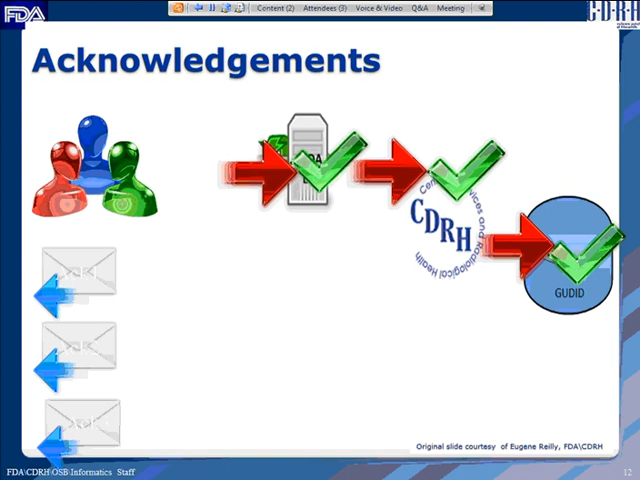 Content (2) Attendees (3) Voice & Video Q&A Meeting
FDA
CDRH
Acknowledgements
CDRH
GUDID
Original slide courtesy of Eugene Reilly, FDA\CDRH
FDA\CDRH\OSB\Informatics Staff
12